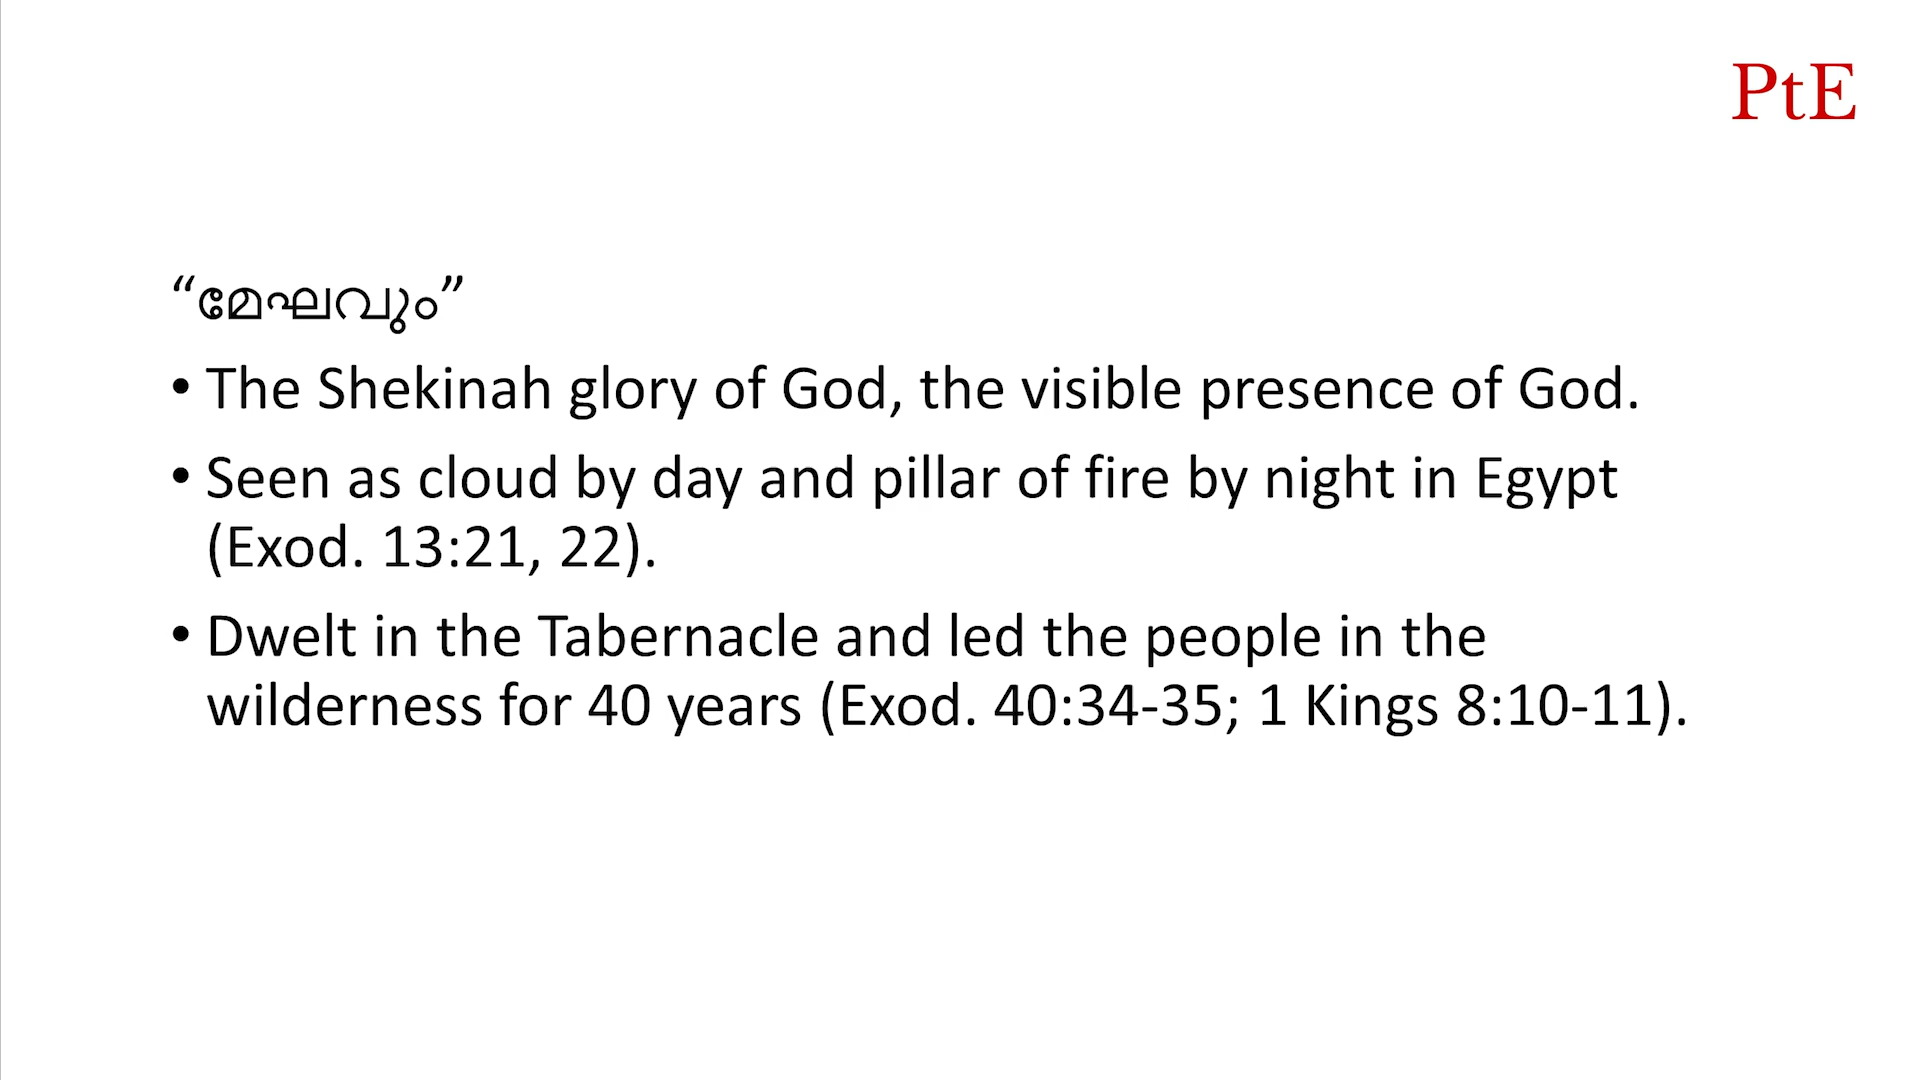 PtE
“മേഘവും”
• The Shekinah glory of God, the visible presence of God.
• Seen as cloud by day and pillar of fire by night in Egypt
(Exod. 13:21, 22).
• Dwelt in the Tabernacle and led the people in the
wilderness for 40 years (Exod. 40:34-35; 1 Kings 8:10-11).